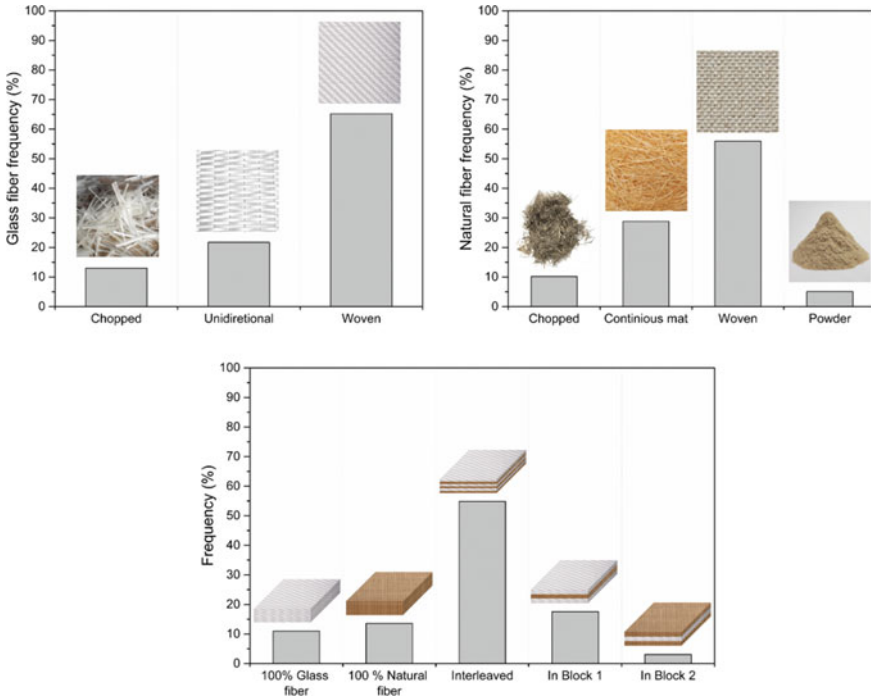 Glass fiber frequency (%)
100
90
80
70
60
50
40
30
20
10
0
Chopped
Unidiretional
Woven
Natural fiber frequency (%)
100
90
80
70
60
50
40
30
20
10
0
Chopped
Continious mat
Woven
Powder
Frequency (%)
100
90
80
70
60
50
40
30
20
10
0
100% Glass
fiber
100 % Natural
fiber
Interleaved
In Block 1
In Block 2